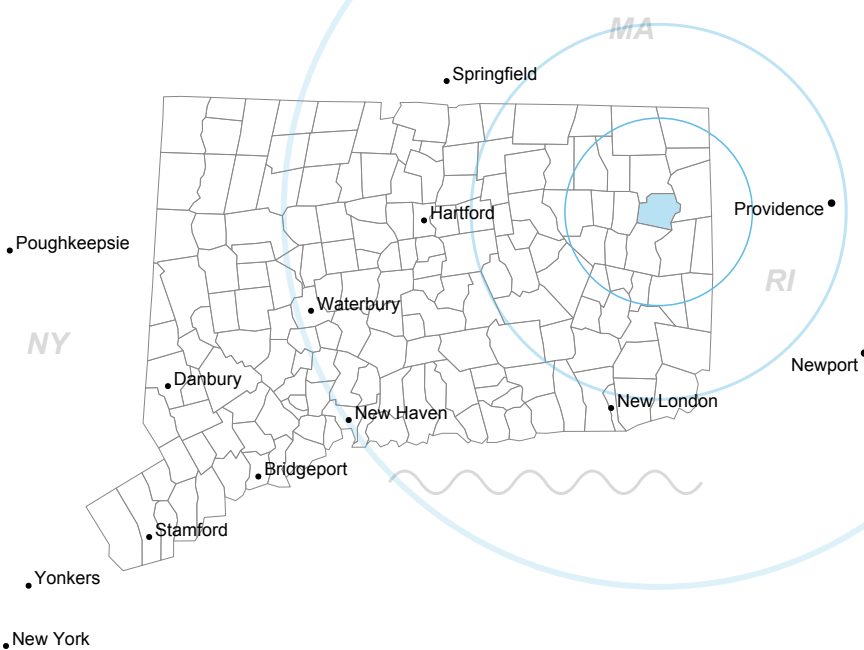 MA
Springfield
Hartford
Providence
Poughkeepsie
RI
Waterbury
NY
Newport
Danbury
New London
New Haven
Bridgeport
Stamford
Yonkers
New York